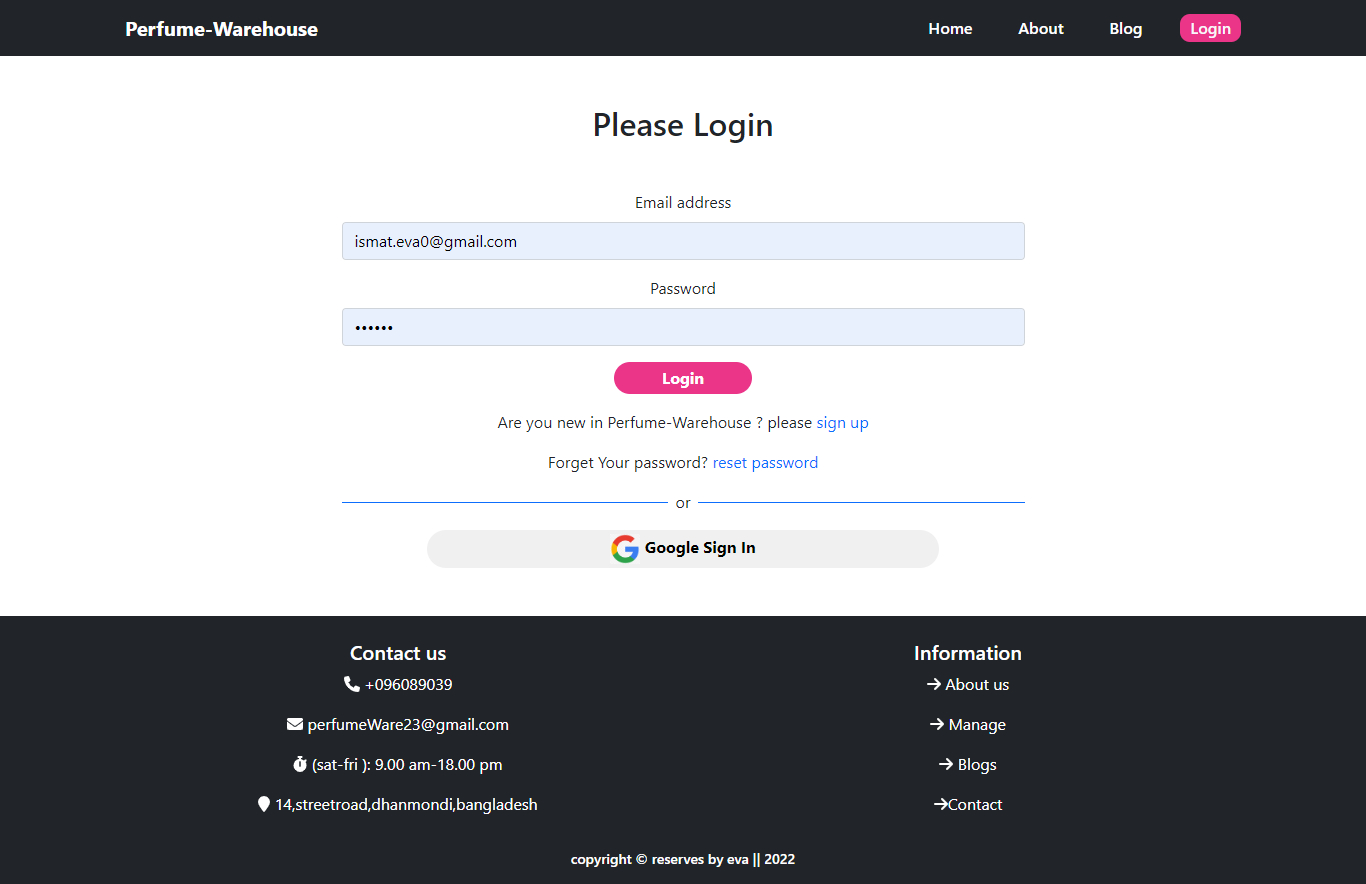 Perfume-Warehouse Home About Blog Login
Please Login
Email address
ismat.eva0@gmail.com
Password
••••••
Login
Are you new in Perfume-Warehouse ? please sign up
Forget Your password? reset password
or
Google Sign In
Contact us
+096089039
perfumeWare23@gmail.com
(sat-fri ): 9.00 am-18.00 pm
14,streetroad,dhanmondi,bangladesh
Information
→ About us
→ Manage
→ Blogs
→Contact
copyright © reserves by eva || 2022